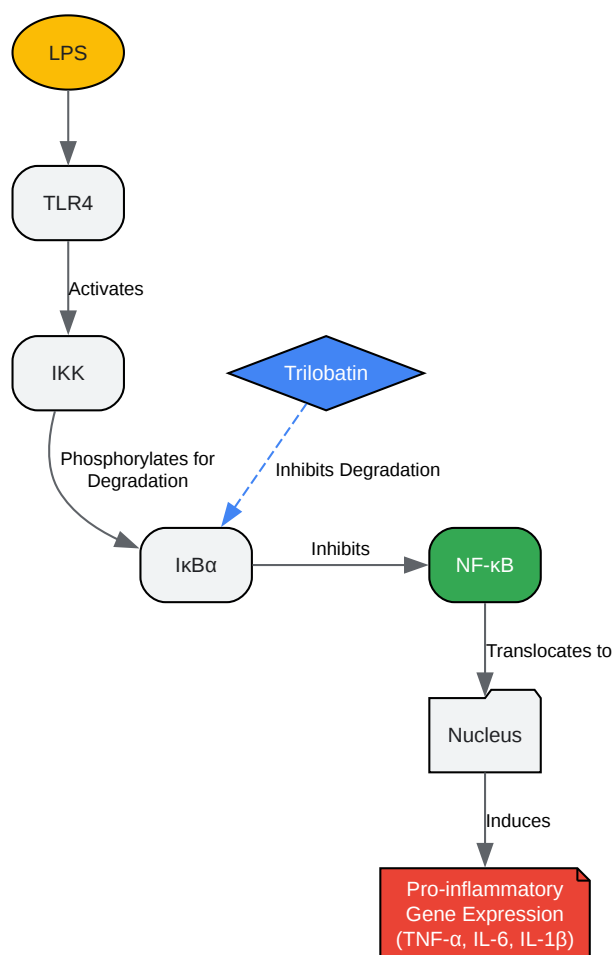 LPS
TLR4
Activates
IKK
Trilobatin
Phosphorylates for
Degradation
Inhibits Degradation
IκBα
Inhibits
NF-κB
Translocates to
Nucleus
Induces
Pro-inflammatory
Gene Expression
(TNF-α, IL-6, IL-1β)